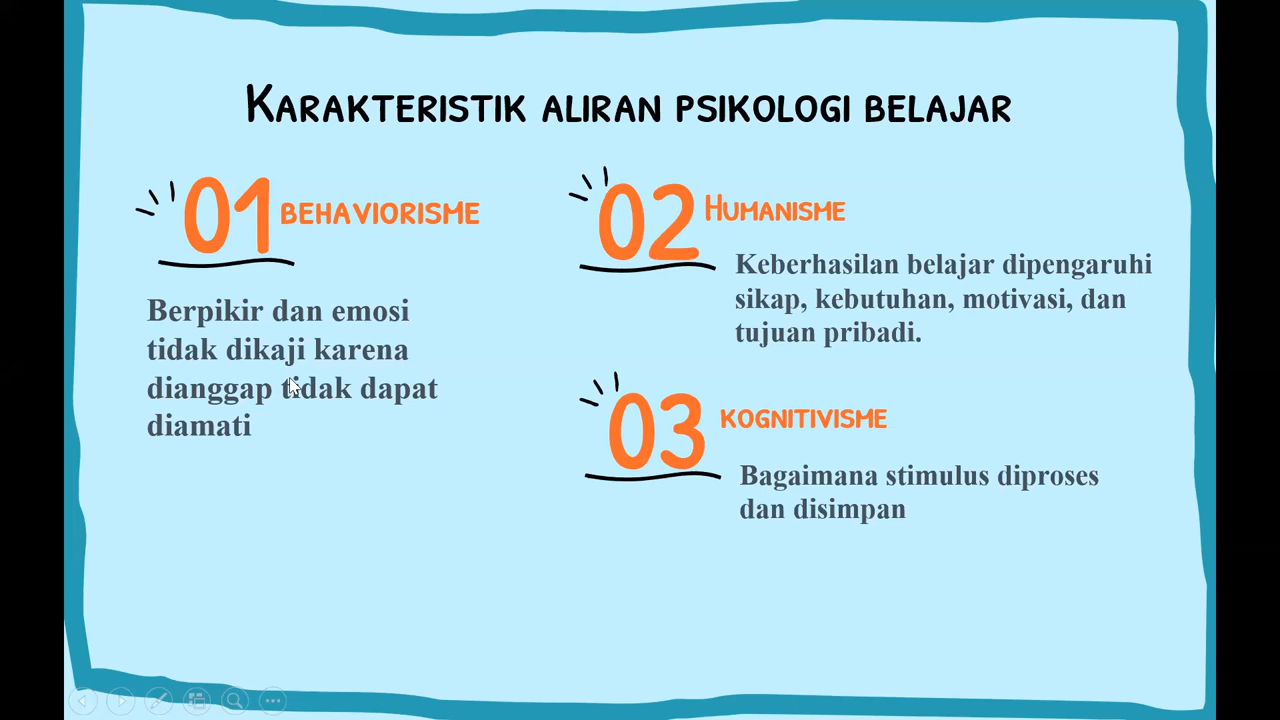 Karakteristik aliran psikologi belajar
01 behaviorisme
Berpikir dan emosi
tidak dikaji karena
dianggap tidak dapat
diamati
02 Humanisme
Keberhasilan belajar dipengaruhi
sikap, kebutuhan, motivasi, dan
tujuan pribadi.
03 kognitivisme
Bagaimana stimulus diproses
dan disimpan